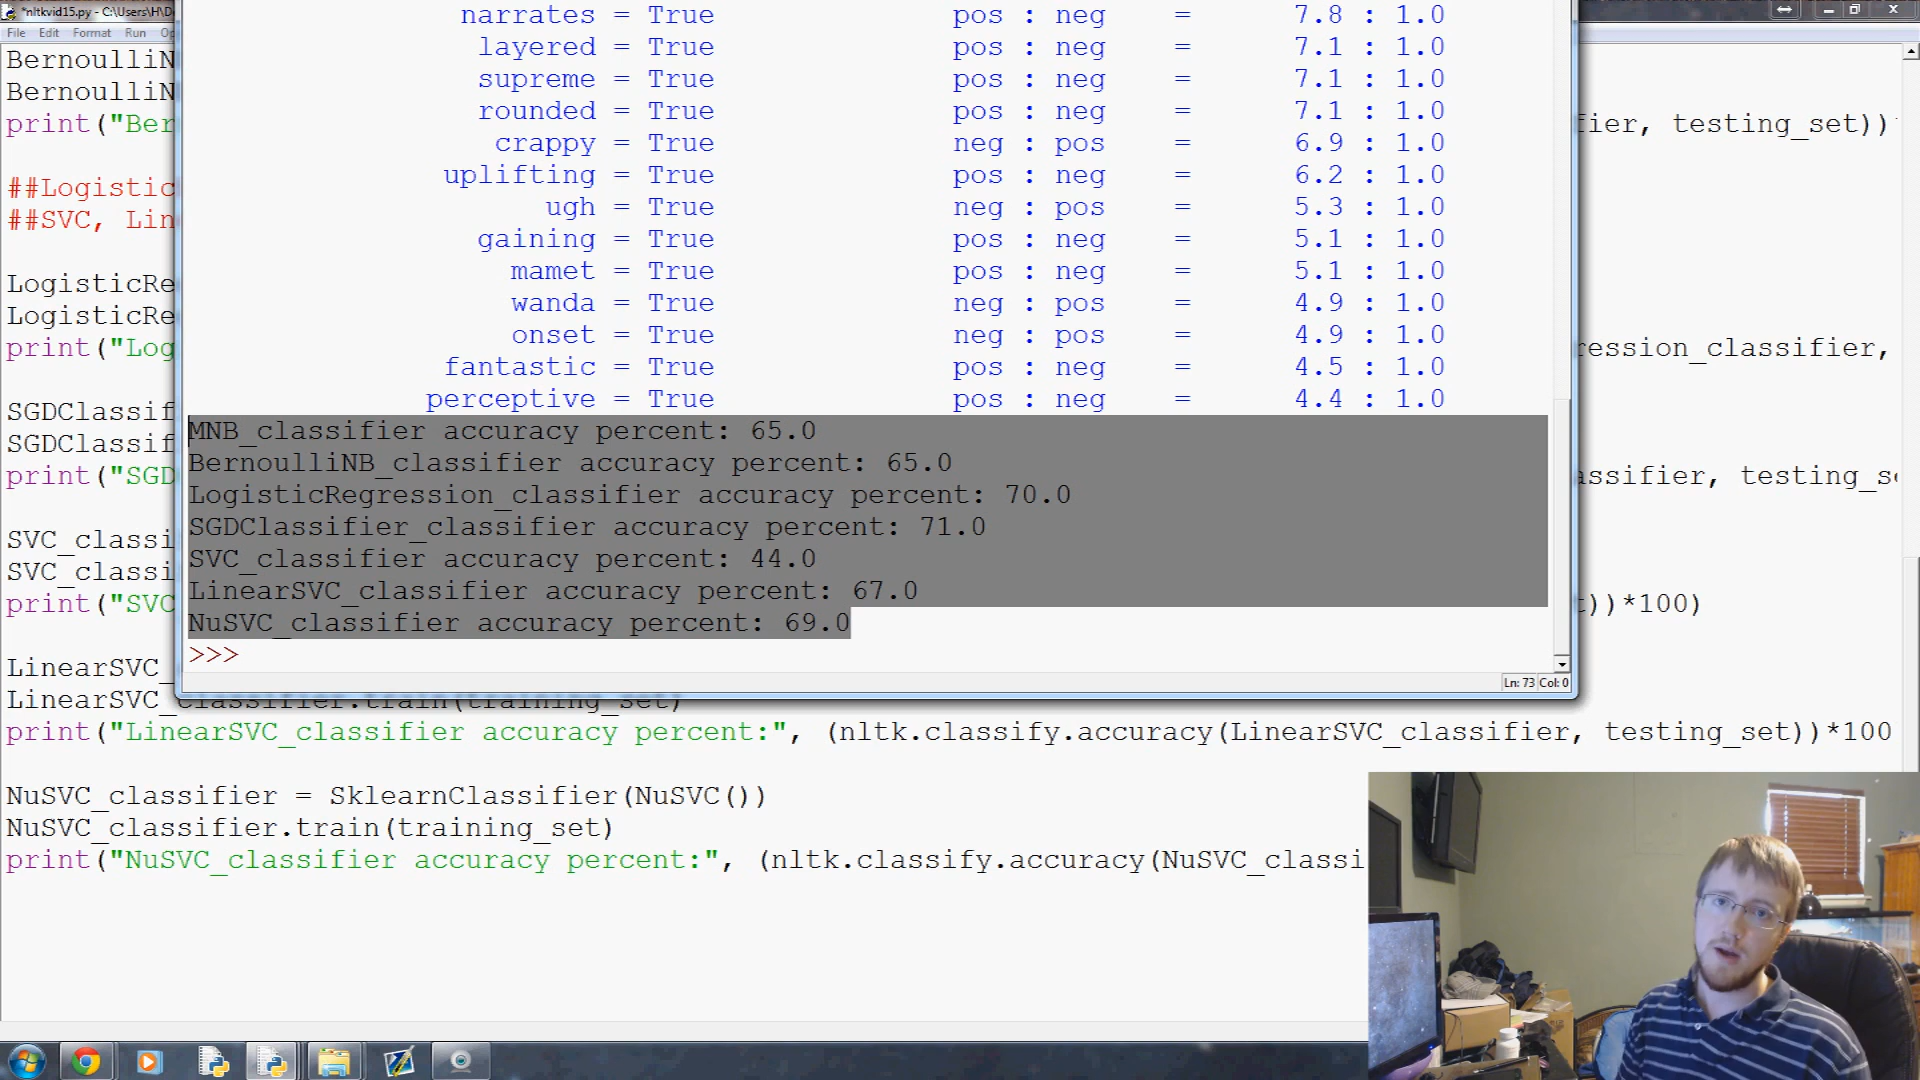 *nltkvid15.py - C:\Users\H\De
File Edit Format Run Op
BernoulliN
BernoulliN
print("Ber
fier, testing_set))
##Logistic
##SVC, Lin
LogisticRe
LogisticRe
print("Log
ression_classifier,
SGDClassif
SGDClassif
print("SGD
assifier, testing_s
SVC_classi
SVC_classi
print("SVC
))*100)
LinearSVC_
LinearSVC_classifier.train(training_set)
print("LinearSVC_classifier accuracy percent:", (nltk.classify.accuracy(LinearSVC_classifier, testing_set))*100
NuSVC_classifier = SklearnClassifier(NuSVC())
NuSVC_classifier.train(training_set)
print("NuSVC_classifier accuracy percent:", (nltk.classify.accuracy(NuSVC_classi
narrates = True pos : neg = 7.8 : 1.0
layered = True pos : neg = 7.1 : 1.0
supreme = True pos : neg = 7.1 : 1.0
rounded = True pos : neg = 7.1 : 1.0
crappy = True neg : pos = 6.9 : 1.0
uplifting = True pos : neg = 6.2 : 1.0
ugh = True neg : pos = 5.3 : 1.0
gaining = True pos : neg = 5.1 : 1.0
mamet = True pos : neg = 5.1 : 1.0
wanda = True neg : pos = 4.9 : 1.0
onset = True neg : pos = 4.9 : 1.0
fantastic = True pos : neg = 4.5 : 1.0
perceptive = True pos : neg = 4.4 : 1.0
MNB_classifier accuracy percent: 65.0
BernoulliNB_classifier accuracy percent: 65.0
LogisticRegression_classifier accuracy percent: 70.0
SGDClassifier_classifier accuracy percent: 71.0
SVC_classifier accuracy percent: 44.0
LinearSVC_classifier accuracy percent: 67.0
NuSVC_classifier accuracy percent: 69.0
>>>
Ln: 73 Col: 0